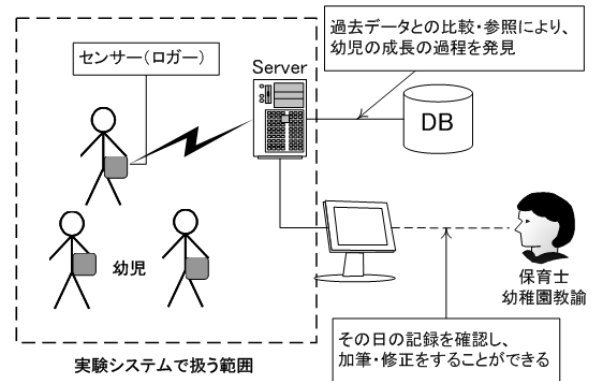 過去データとの比較・参照により、
幼児の成長の過程を発見
センサー(ロガー)
Server
DB
幼児
保育士
幼稚園教諭
その日の記録を確認し、
加筆・修正をすることができる
実験システムで扱う範囲